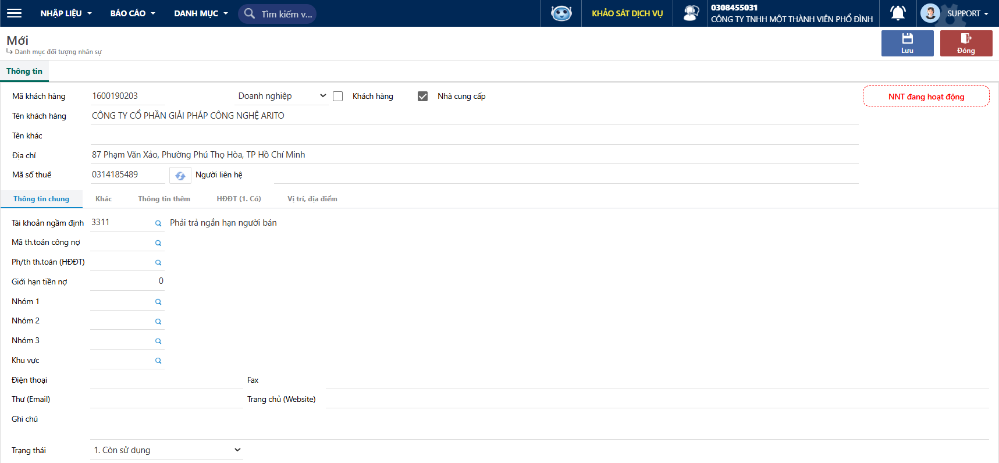 NHẬP LIỆU BÁO CÁO DANH MỤC Tìm kiếm v... KHẢO SÁT DỊCH VỤ 0308455031 SUPPORT
CÔNG TY TNHH MỘT THÀNH VIÊN PHỔ ĐÌNH
Mới
Danh mục đối tượng nhân sự
Lưu Đóng
Thông tin
Mã khách hàng 1600190203 Doanh nghiệp Khách hàng Nhà cung cấp NNT đang hoạt động
Tên khách hàng CÔNG TY CỔ PHẦN GIẢI PHÁP CÔNG NGHỆ ARITO
Tên khác
Địa chỉ 87 Phạm Văn Xảo, Phường Phú Thọ Hòa, TP Hồ Chí Minh
Mã số thuế 0314185489 Người liên hệ
Thông tin chung Khác Thông tin thêm HĐĐT (1. Có) Vị trí, địa điểm
Tài khoản ngầm định 3311 Phải trả ngắn hạn người bán
Mã th.toán công nợ
Ph/th th.toán (HĐĐT)
Giới hạn tiền nợ 0
Nhóm 1
Nhóm 2
Nhóm 3
Khu vực
Điện thoại Fax
Thư (Email) Trang chủ (Website)
Ghi chú
Trạng thái 1. Còn sử dụng